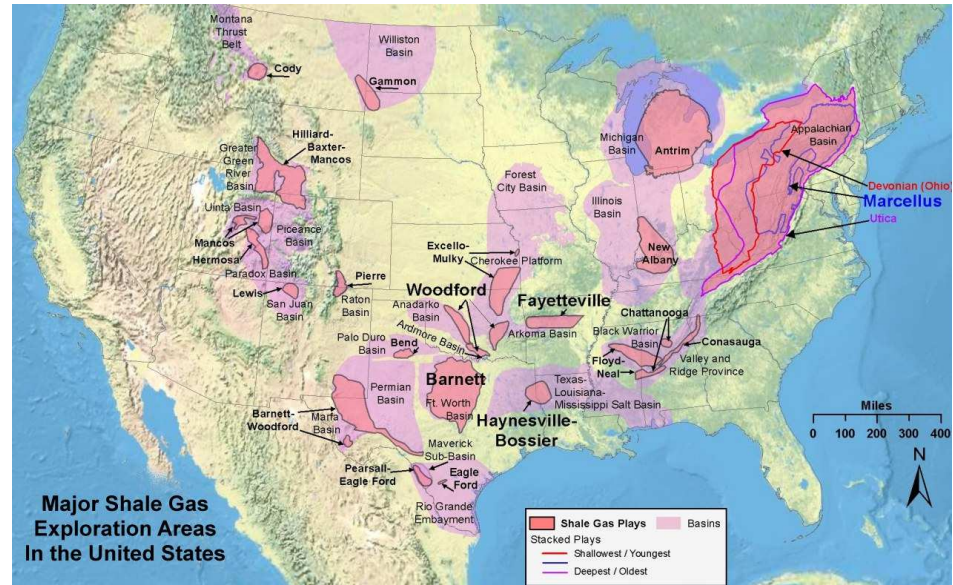 Montana
Thrust
Belt
Cody
Williston
Basin
Gammon
Hilliard-
Baxter-
Mancos
Greater
Green
River
Basin
Uinta Basin
Piceance
Basin
Mancos
Hermosa
Paradox Basin
Lewis
San Juan
Basin
Pierre
Raton
Basin
Michigan
Basin
Antrim
Appalachian
Basin
Devonian (Ohio)
Marcellus
Utica
Forest
City Basin
Illinois
Basin
New
Albany
Excello-
Mulky
Cherokee Platform
Woodford
Anadarko
Basin
Ardmore Basin
Arkoma Basin
Fayetteville
Chattanooga
Black Warrior
Basin
Conasauga
Floyd-
Neal
Valley and
Ridge Province
Palo Duro
Basin
Bend
Barnett
Ft. Worth
Basin
Permian
Basin
Barnett-
Woodford
Marfa
Basin
Texas-
Louisiana-
Mississippi Salt Basin
Haynesville-
Bossier
Maverick
Sub-Basin
Pearsall-
Eagle Ford
Eagle
Ford
Rio Grande
Embayment
Miles
0 100 200 300 400
N
Major Shale Gas
Exploration Areas
In the United States
Shale Gas Plays
Basins
Stacked Plays
Shallowest / Youngest
Deepest / Oldest